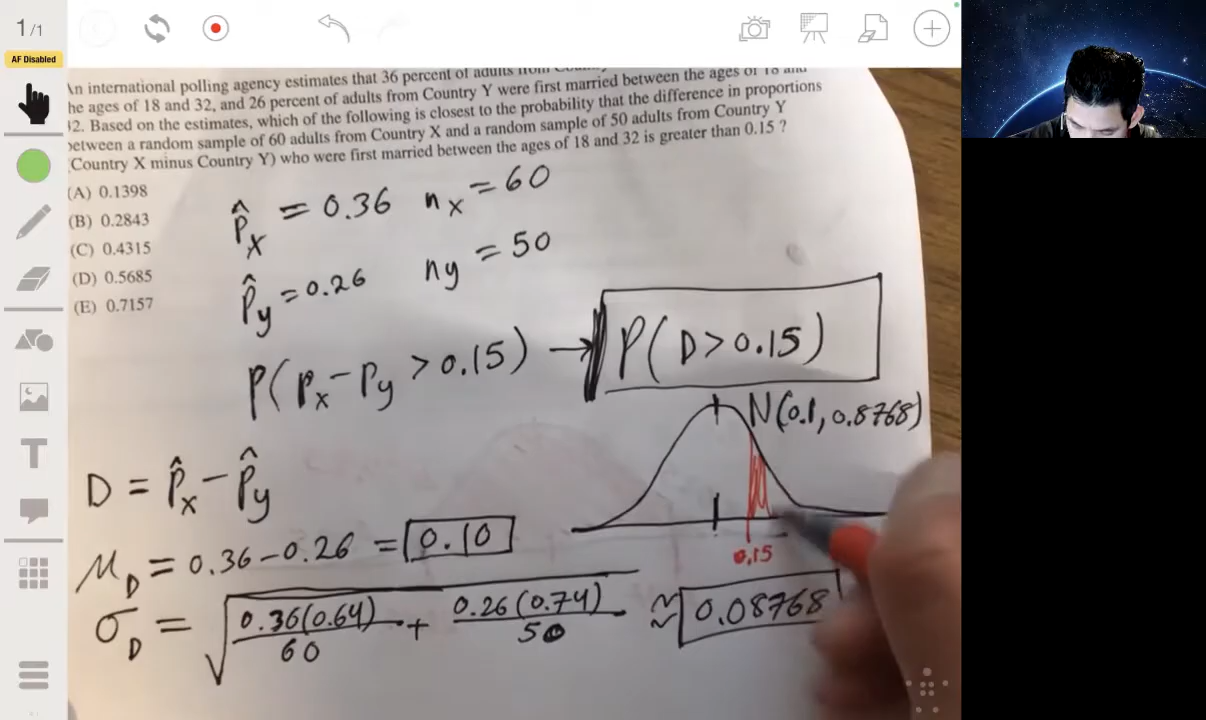 1/1
AF Disabled
An international polling agency estimates that 36 percent of adults from
he ages of 18 and 32, and 26 percent of adults from Country Y were first married between the ages of 18 and
2. Based on the estimates, which of the following is closest to the probability that the difference in proportions
between a random sample of 60 adults from Country X and a random sample of 50 adults from Country Y
(Country X minus Country Y) who were first married between the ages of 18 and 32 is greater than 0.15 ?
(A) 0.1398
(B) 0.2843
(C) 0.4315
(D) 0.5685
(E) 0.7157
p̂x = 0.36 nx = 60
p̂y = 0.26 ny = 50
P(px - py > 0.15) → P(D > 0.15)
N(0.1, 0.8768)
0.15
D = p̂x - p̂y
μD = 0.36 - 0.26 = 0.10
σD = √ 0.36(0.64)/60 + 0.26(0.74)/50 ≈ 0.08768
T